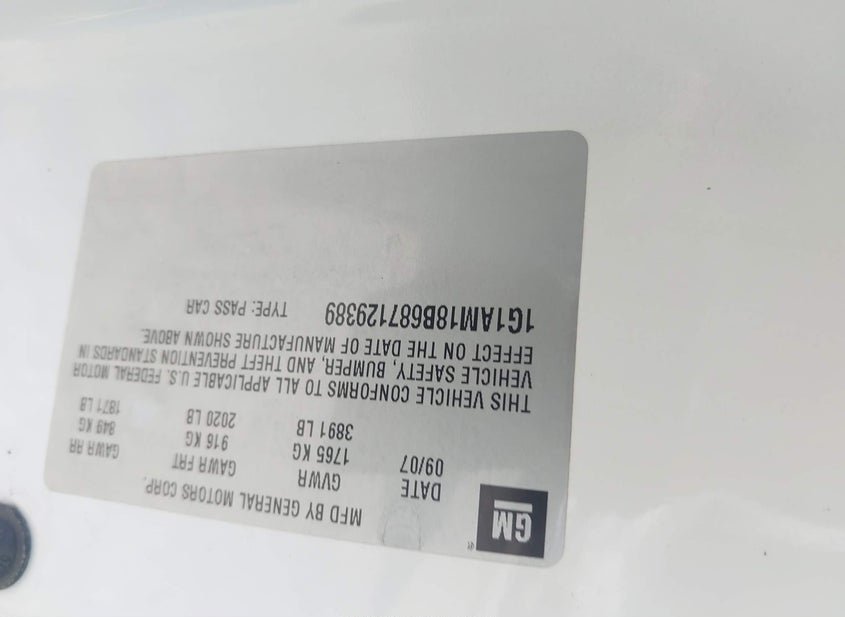 GM ®
MFD BY GENERAL MOTORS CORP.
DATE GVWR GAWR FRT GAWR RR
09/07 1765 KG 916 KG 849 KG
3891 LB 2020 LB 1871 LB
THIS VEHICLE CONFORMS TO ALL APPLICABLE U.S. FEDERAL MOTOR
VEHICLE SAFETY, BUMPER, AND THEFT PREVENTION STANDARDS IN
EFFECT ON THE DATE OF MANUFACTURE SHOWN ABOVE.
1G1AM18B687129389 TYPE: PASS CAR